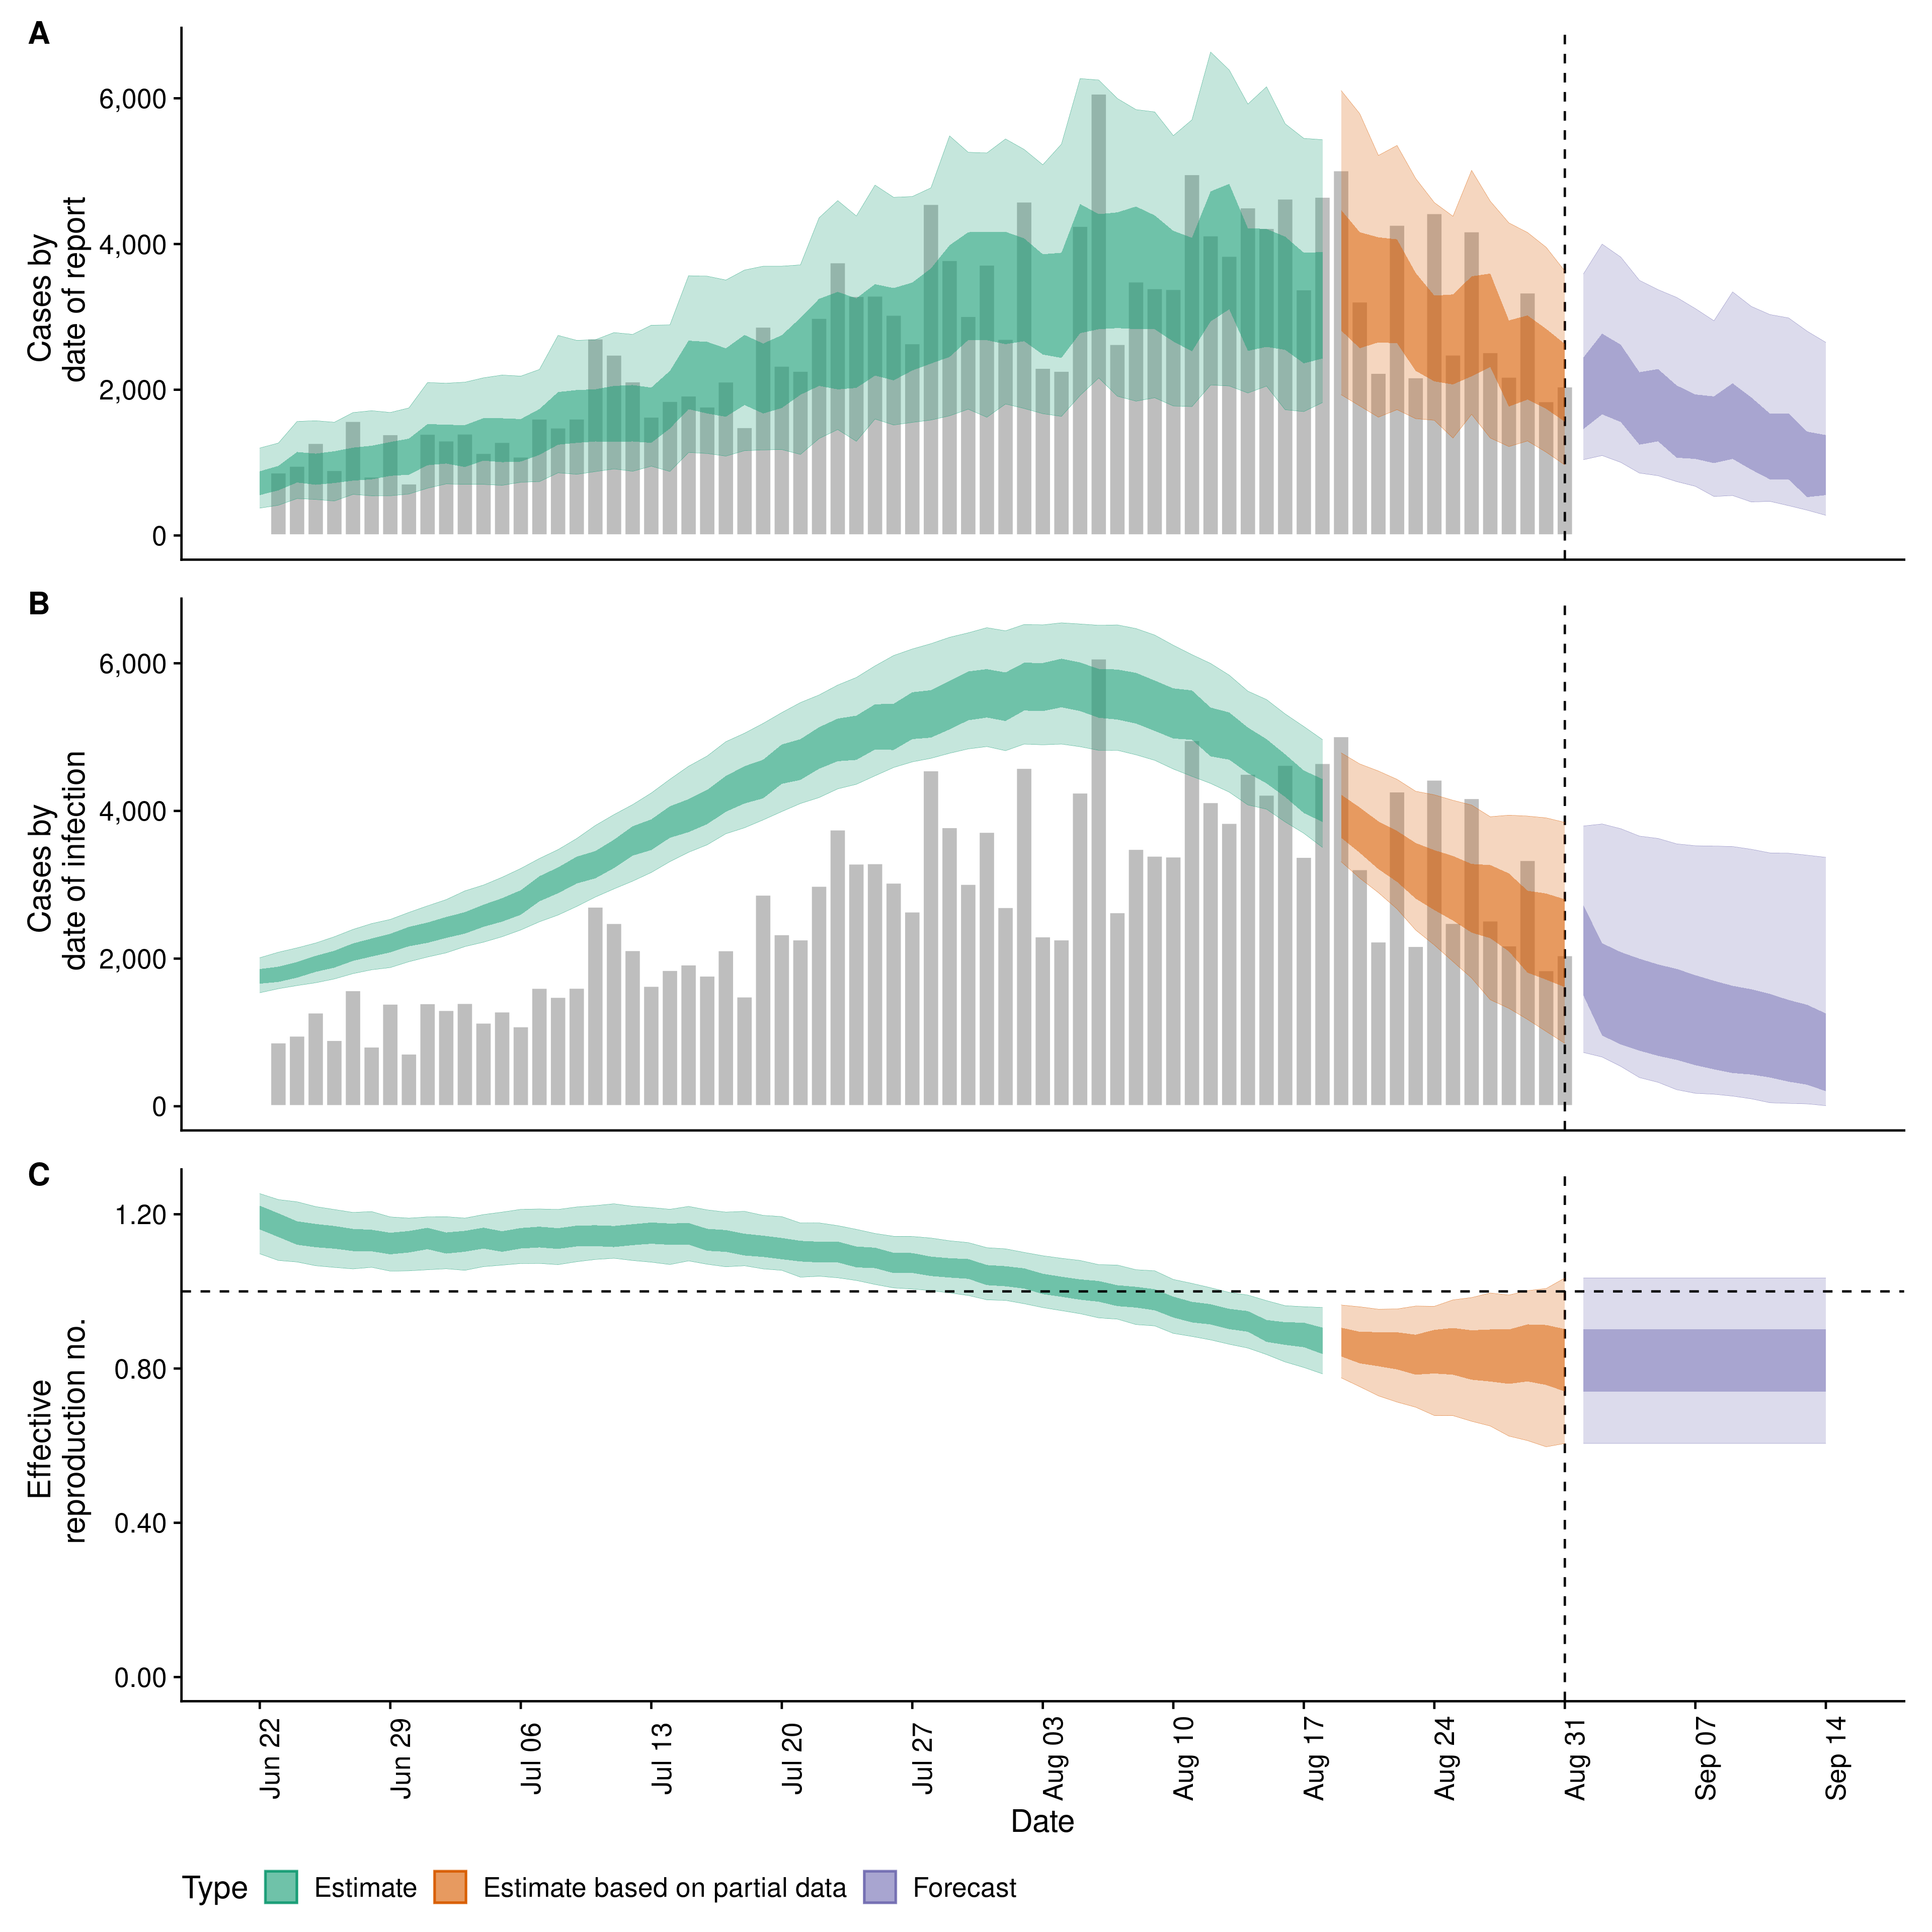 A
Cases by
date of report
6,000
4,000
2,000
0
B
Cases by
date of infection
6,000
4,000
2,000
0
C
Effective
reproduction no.
1.20
0.80
0.40
0.00
Jun 22
Jun 29
Jul 06
Jul 13
Jul 20
Jul 27
Aug 03
Aug 10
Aug 17
Aug 24
Aug 31
Sep 07
Sep 14
Date
Type Estimate Estimate based on partial data Forecast